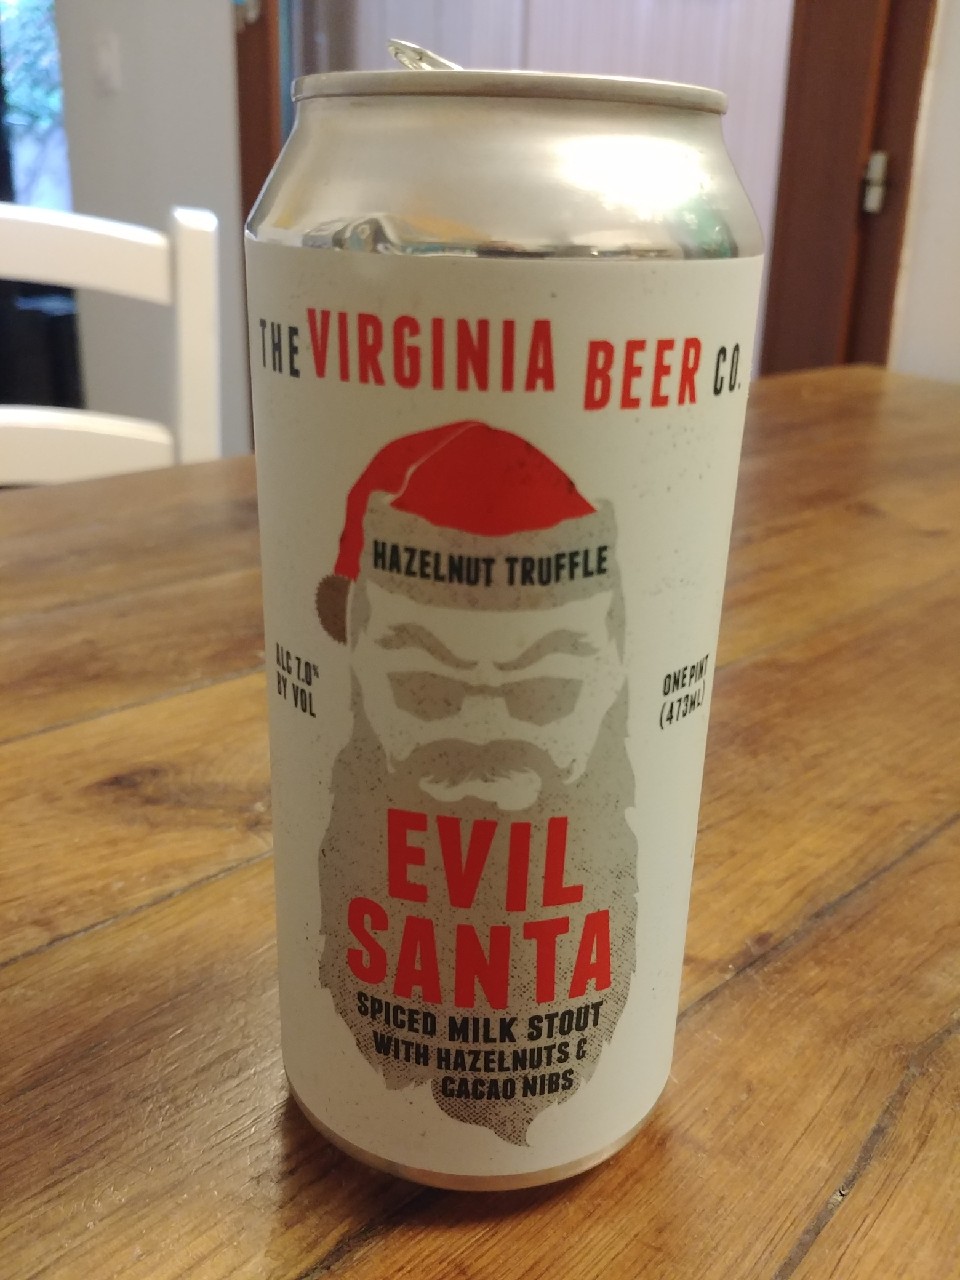 THE VIRGINIA BEER CO.
HAZELNUT TRUFFLE
ALC 7.0%
BY VOL
ONE PINT
(473ML)
EVIL
SANTA
SPICED MILK STOUT
WITH HAZELNUTS &
CACAO NIBS